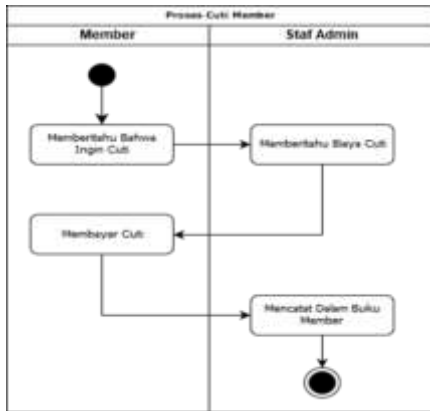 Proses Cuti Member
Member
Staf Admin
Memberitahu Bahwa
Ingin Cuti
Memberitahu Biaya Cuti
Membayar Cuti
Mencatat Dalam Buku
Member